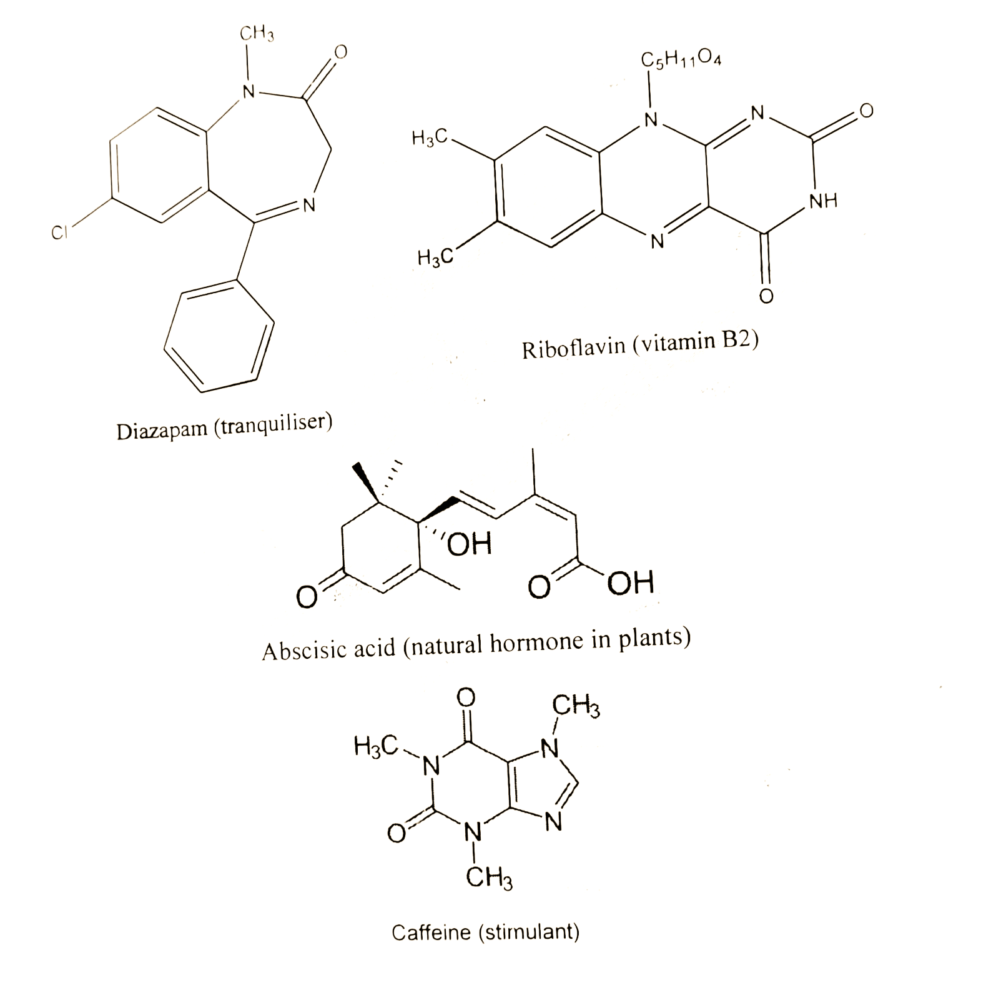 CH₃
O
N
N
Cl
Diazapam (tranquiliser)
C₅H₁₁O₄
N
N
O
H₃C
NH
H₃C
N
O
Riboflavin (vitamin B2)
OH
O
O
OH
Abscisic acid (natural hormone in plants)
O
CH₃
H₃C
N
N
O
N
N
CH₃
Caffeine (stimulant)